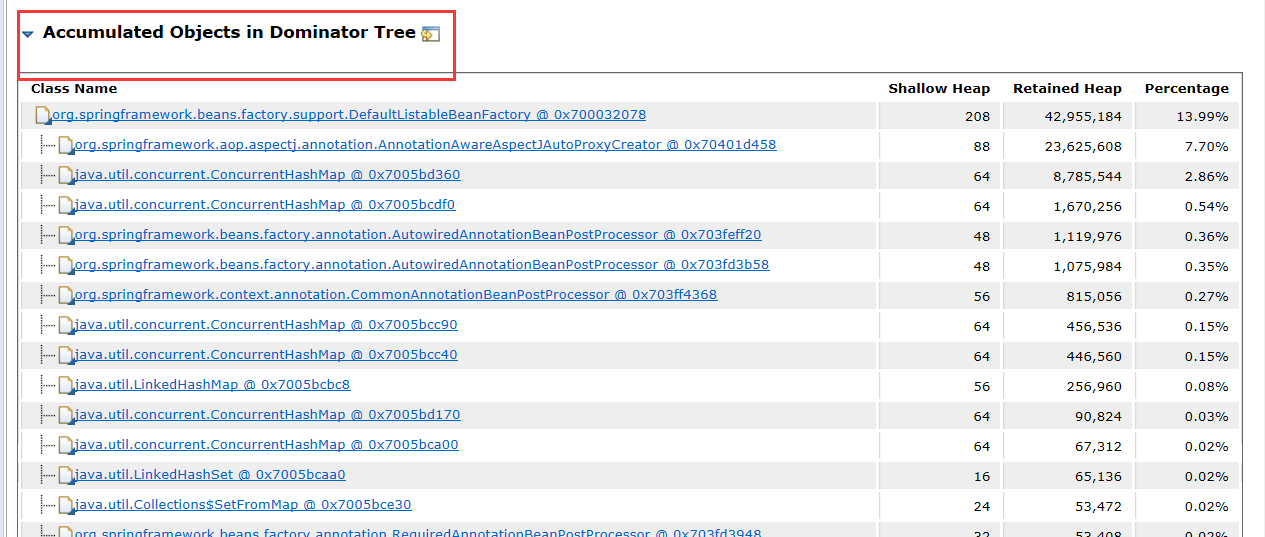 Accumulated Objects in Dominator Tree
Class Name Shallow Heap Retained Heap Percentage
org.springframework.beans.factory.support.DefaultListableBeanFactory @ 0x700032078 208 42,955,184 13.99%
org.springframework.aop.aspectj.annotation.AnnotationAwareAspectJAutoProxyCreator @ 0x70401d458 88 23,625,608 7.70%
java.util.concurrent.ConcurrentHashMap @ 0x7005bd360 64 8,785,544 2.86%
java.util.concurrent.ConcurrentHashMap @ 0x7005bcdf0 64 1,670,256 0.54%
org.springframework.beans.factory.annotation.AutowiredAnnotationBeanPostProcessor @ 0x703feff20 48 1,119,976 0.36%
org.springframework.beans.factory.annotation.AutowiredAnnotationBeanPostProcessor @ 0x703fd3b58 48 1,075,984 0.35%
org.springframework.context.annotation.CommonAnnotationBeanPostProcessor @ 0x703ff4368 56 815,056 0.27%
java.util.concurrent.ConcurrentHashMap @ 0x7005bcc90 64 456,536 0.15%
java.util.concurrent.ConcurrentHashMap @ 0x7005bcc40 64 446,560 0.15%
java.util.LinkedHashMap @ 0x7005bcbc8 56 256,960 0.08%
java.util.concurrent.ConcurrentHashMap @ 0x7005bd170 64 90,824 0.03%
java.util.concurrent.ConcurrentHashMap @ 0x7005bca00 64 67,312 0.02%
java.util.LinkedHashSet @ 0x7005bcaa0 16 65,136 0.02%
java.util.Collections$SetFromMap @ 0x7005bce30 24 53,472 0.02%
org.springframework.beans.factory.annotation.RequiredAnnotationBeanPostProcessor @ 0x703fd3948 32 53,408 0.02%